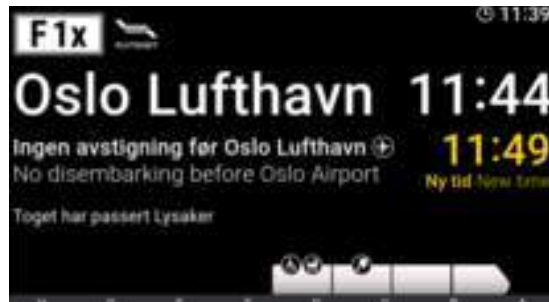 F1x
11:39
Oslo Lufthavn 11:44
Ingen avstigning før Oslo Lufthavn 11:49
No disembarking before Oslo Airport Ny tid New time
Toget har passert Lysaker